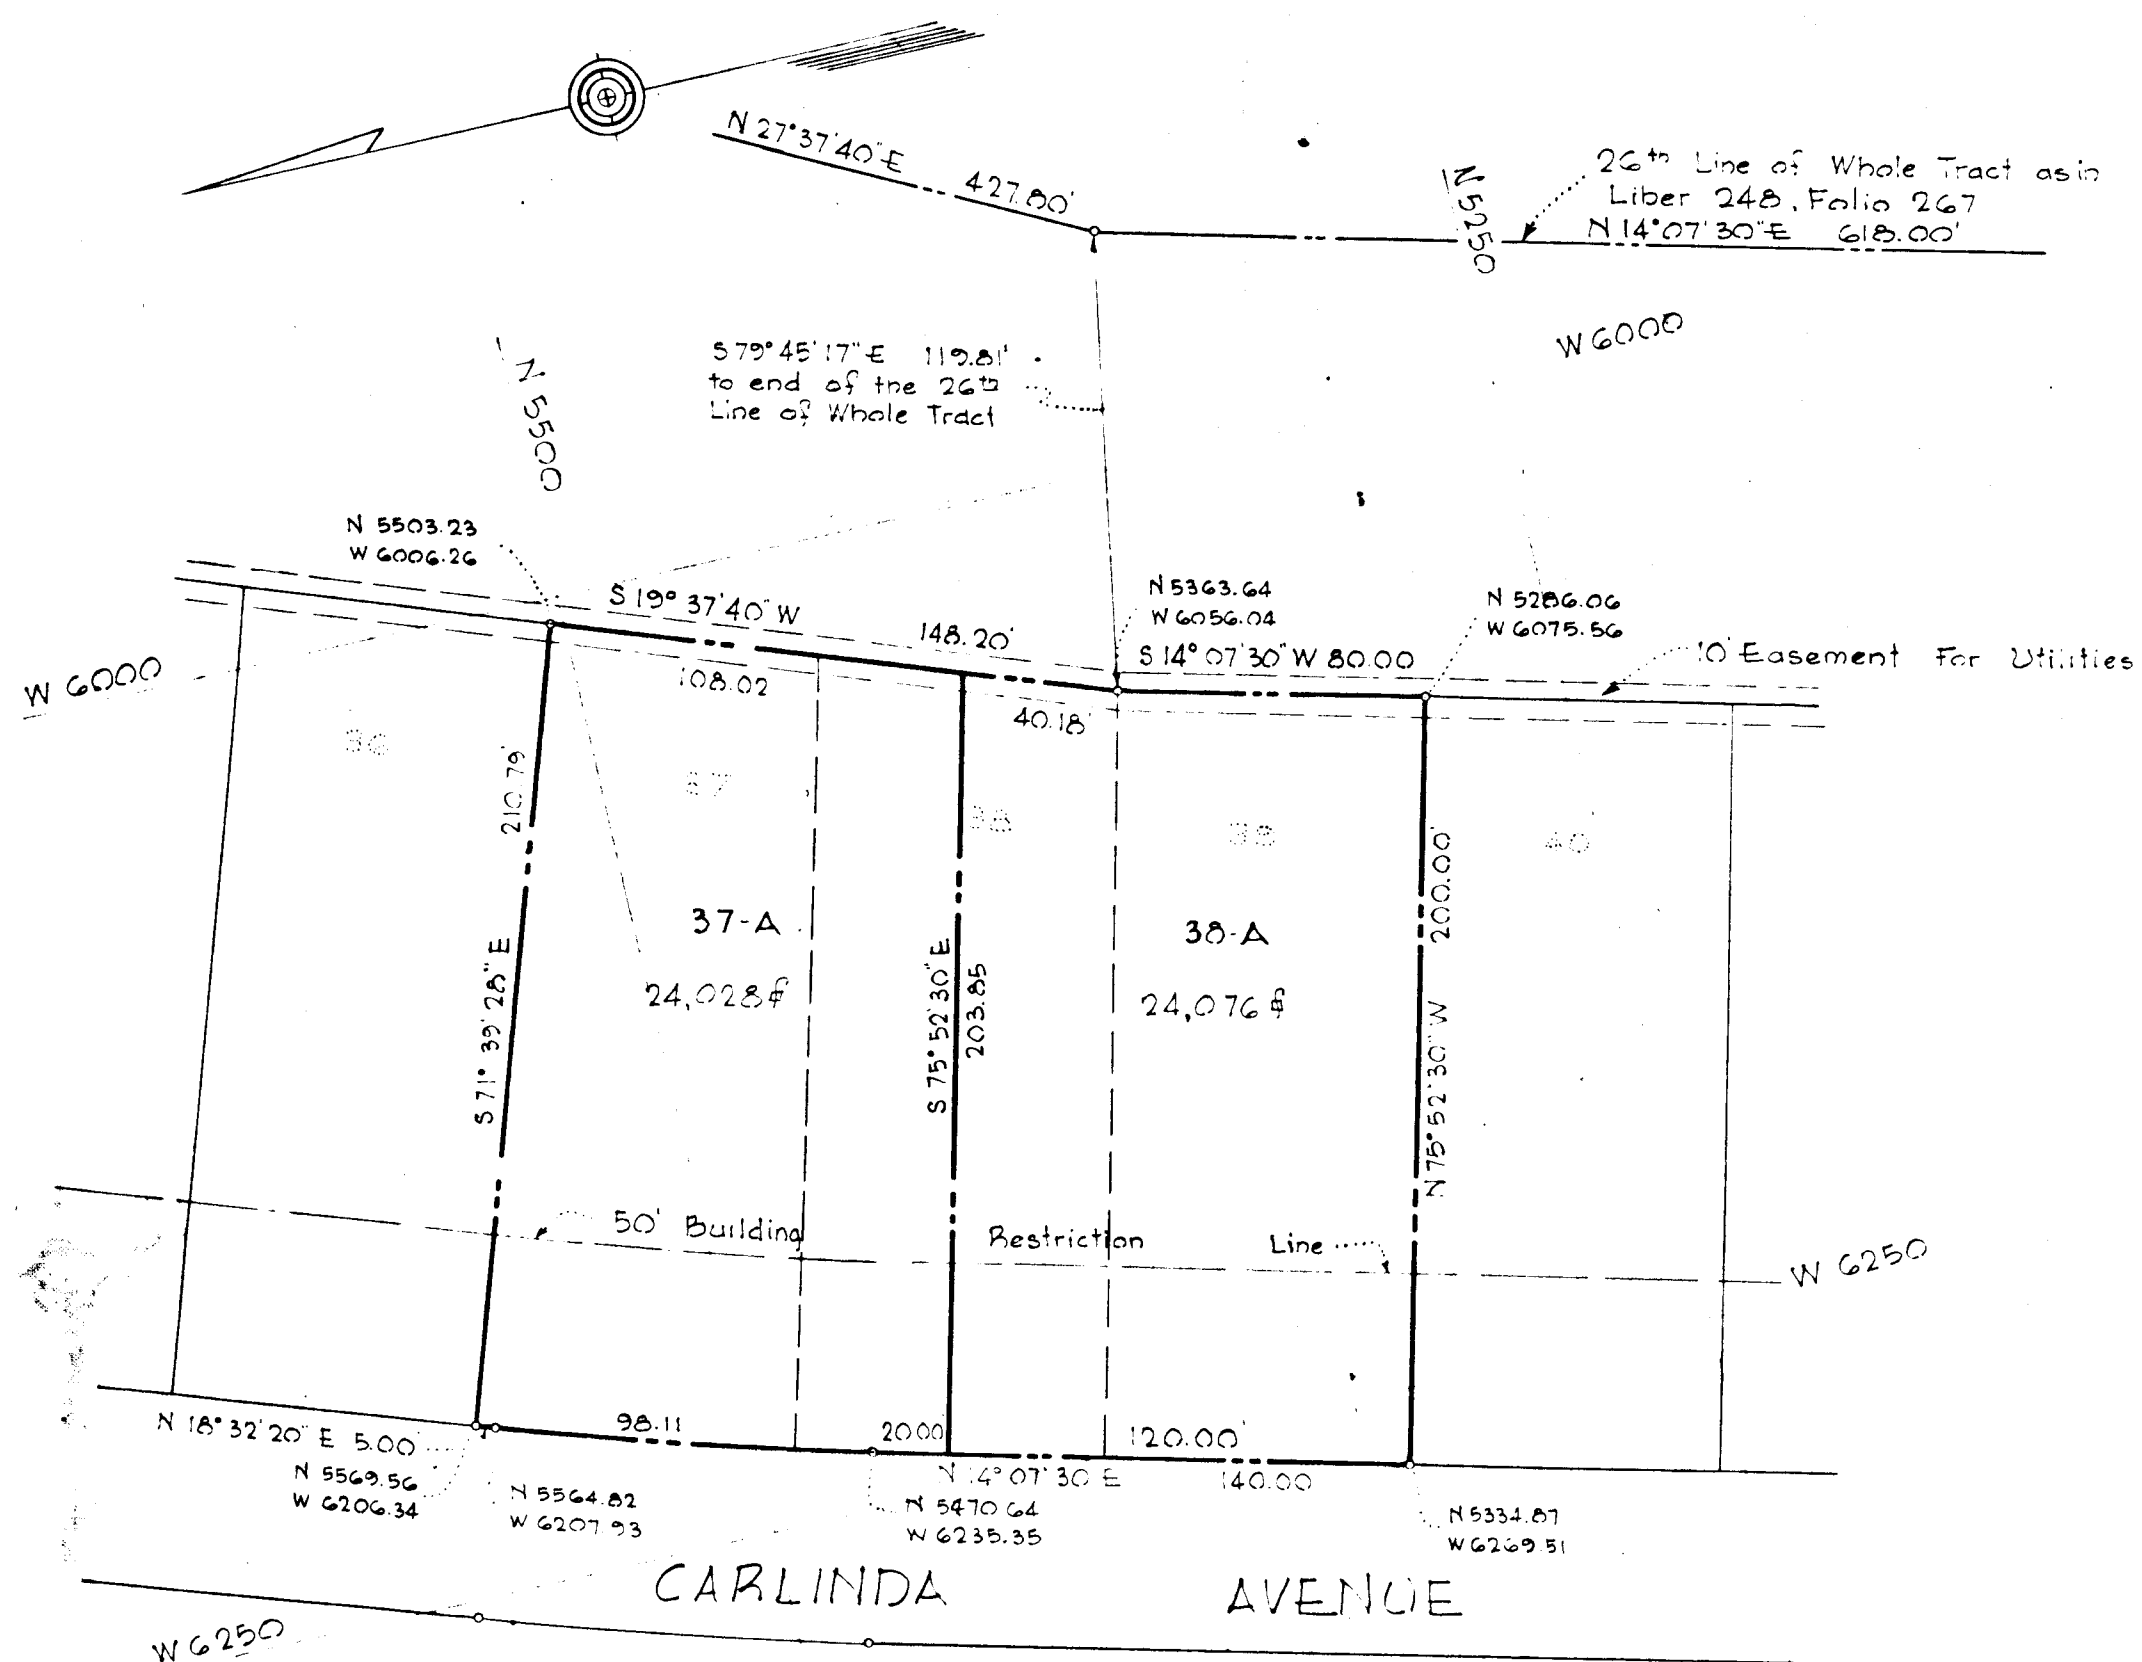 N 27°37'40"E
427.80'
N 5250
26th Line of Whole Tract as in
Liber 248, Folio 267
N 14°07'30"E 618.00'
W 6000
S 79°45'17"E 119.81'
to end of the 26th
Line of Whole Tract
N 5500
N 5503.23
W 6006.26
S 19° 37'40" W
148.20'
N 5363.64
W 6056.04
N 5286.06
W 6075.56
S 14° 07'30" W 80.00
10' Easement For Utilities
W 6000
108.02
40.18'
36
37
38
39
40
210.79'
S 71° 39' 28" E
37-A
24,028
S 75° 52' 30" E
203.85
38-A
24,076
200.00'
N 75° 52' 30" W
50' Building Restriction Line
W 6250
N 18° 32' 20" E 5.00'
98.11
20.00'
120.00'
N 14° 07' 30 E 140.00
N 5569.56
W 6206.34
N 5564.82
W 6207.93
N 5470.64
W 6235.35
N 5334.87
W 6269.51
CARLINDA AVENUE
W 6250